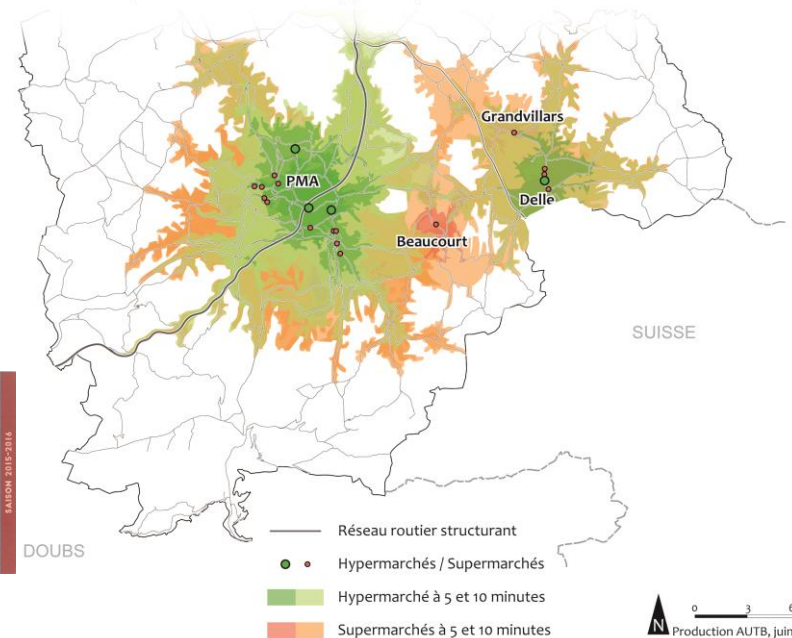 Grandvillars
PMA
Delle
Beaucourt
SUISSE
SAISON 2015-2016
DOUBS
Réseau routier structurant
Hypermarchés / Supermarchés
Hypermarché à 5 et 10 minutes
Supermarchés à 5 et 10 minutes
N
0 3 6
Production AUTB, juin